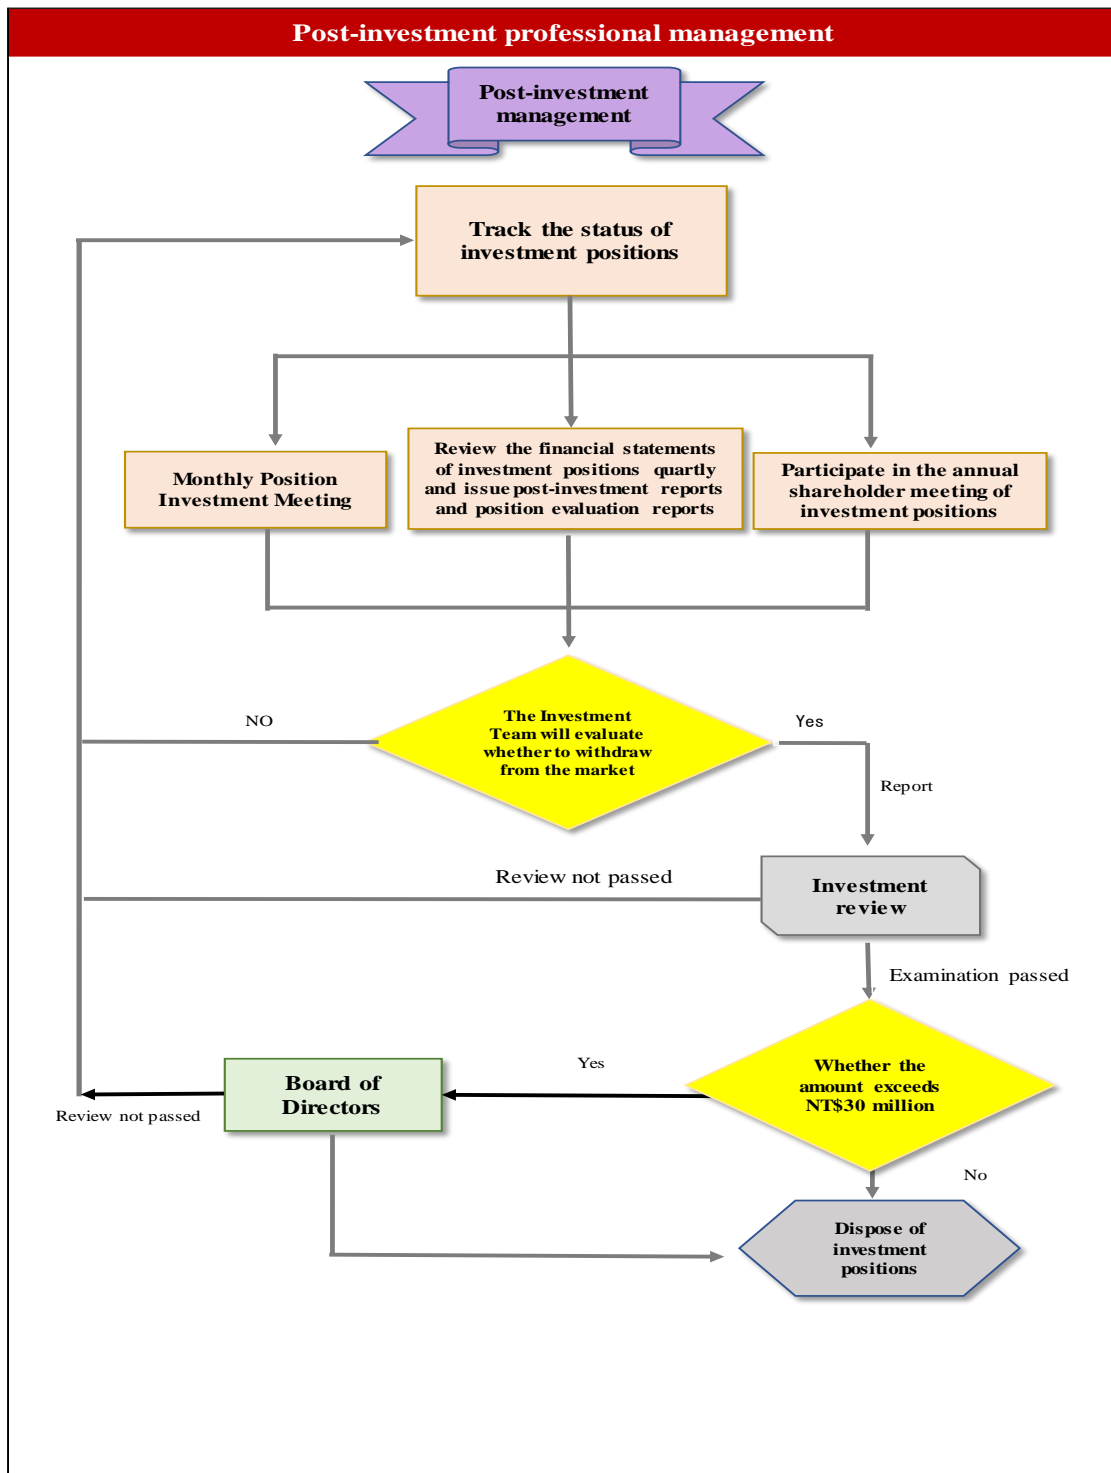 Post-investment professional management
Post-investment
management
Track the status of
investment positions
Monthly Position
Investment Meeting
Review the financial statements
of investment positions quartly
and issue post-investment reports
and position evaluation reports
Participate in the annual
shareholder meeting of
investment positions
NO
The Investment
Team will evaluate
whether to withdraw
from the market
Yes
Report
Review not passed
Investment
review
Examination passed
Yes
Whether the
amount exceeds
NT$30 million
Board of
Directors
Review not passed
No
Dispose of
investment
positions